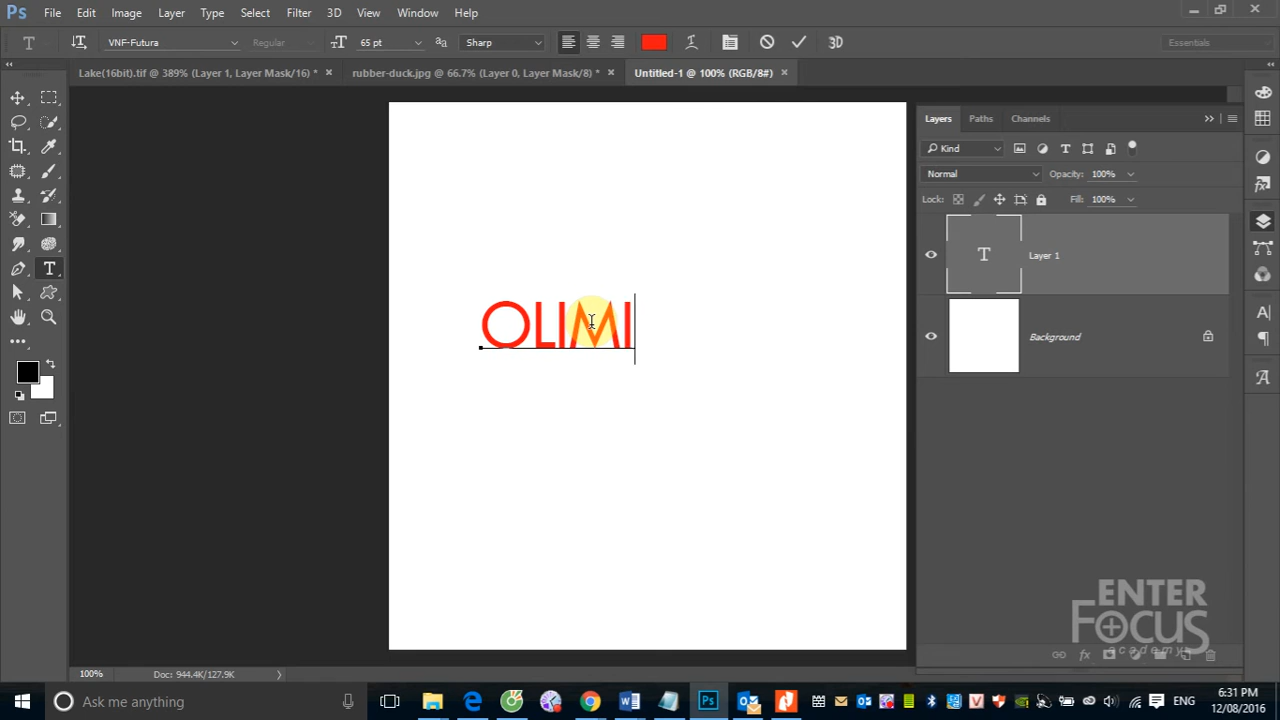 Ps File Edit Image Layer Type Select Filter 3D View Window Help
T VNF-Futura Regular 65 pt aa Sharp 3D Essentials
Lake(16bit).tif @ 389% (Layer 1, Layer Mask/16) * × rubber-duck.jpg @ 66.7% (Layer 0, Layer Mask/8) * × Untitled-1 @ 100% (RGB/8#) ×
Layers Paths Channels
Kind
Normal Opacity: 100%
Lock: Fill: 100%
T Layer 1
OLIMI
Background
ENTER
FOCUS
academy
100% Doc: 944.4K/127.9K
Ask me anything
ENG
6:31 PM
12/08/2016